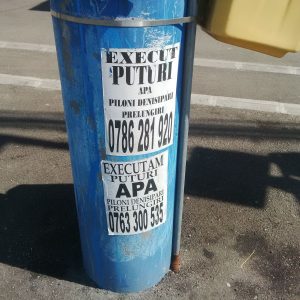 EXECUT
PUTURI
APA
PILONI DENISIPARI
PRELUNGIRI
0786 281 920
EXECUTAM
PUTURI
APA
PILONI DENISIPARI
PRELUNGIRI
0763 300 535